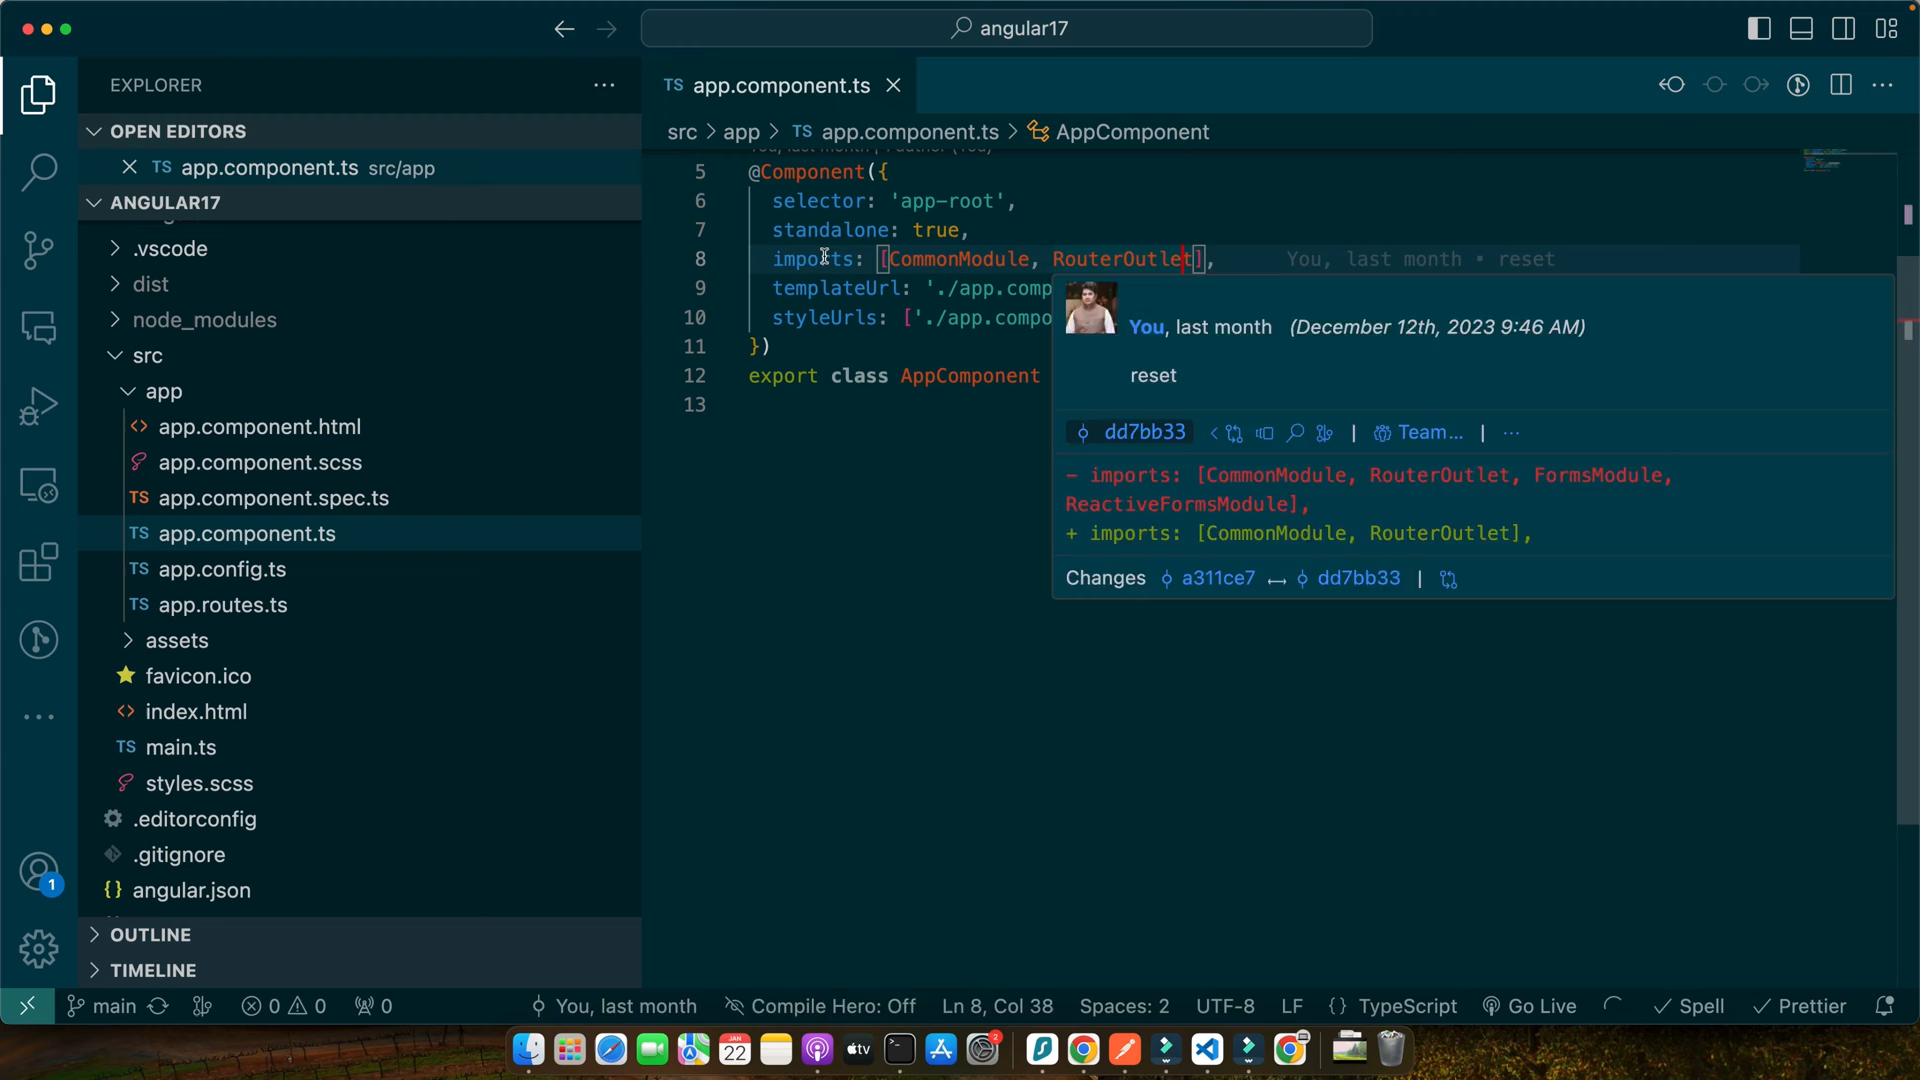 angular17
EXPLORER
TS app.component.ts
OPEN EDITORS
TS app.component.ts src/app
ANGULAR17
.vscode
dist
node_modules
src
app
app.component.html
app.component.scss
TS app.component.spec.ts
TS app.component.ts
TS app.config.ts
TS app.routes.ts
assets
favicon.ico
index.html
TS main.ts
styles.scss
.editorconfig
.gitignore
{} angular.json
OUTLINE
TIMELINE
src > app > TS app.component.ts > AppComponent
5 @Component({
6 selector: 'app-root',
7 standalone: true,
8 imports: [CommonModule, RouterOutlet], You, last month • reset
9 templateUrl: './app.comp
10 styleUrls: ['./app.compo
11 })
12 export class AppComponent
13
You, last month (December 12th, 2023 9:46 AM)
reset
dd7bb33 | Team... | ...
- imports: [CommonModule, RouterOutlet, FormsModule,
ReactiveFormsModule],
+ imports: [CommonModule, RouterOutlet],
Changes a311ce7 ↔ dd7bb33 |
1
main 0 0 0 You, last month Compile Hero: Off Ln 8, Col 38 Spaces: 2 UTF-8 LF {} TypeScript Go Live Spell Prettier
JAN
22
tv
2